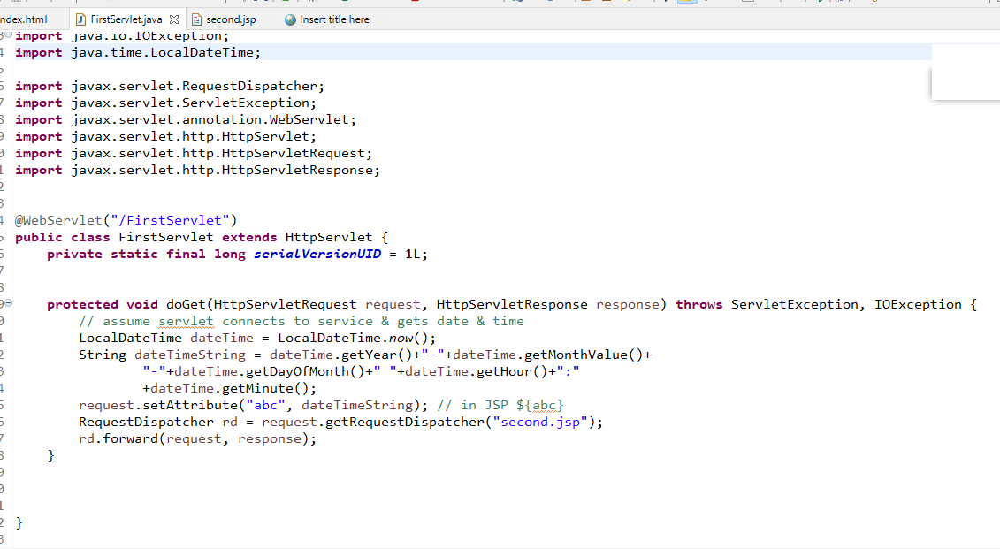 ndex.html FirstServlet.java second.jsp Insert title here
import java.io.IOException;
import java.time.LocalDateTime;
import javax.servlet.RequestDispatcher;
import javax.servlet.ServletException;
import javax.servlet.annotation.WebServlet;
import javax.servlet.http.HttpServlet;
import javax.servlet.http.HttpServletRequest;
import javax.servlet.http.HttpServletResponse;
@WebServlet("/FirstServlet")
public class FirstServlet extends HttpServlet {
private static final long serialVersionUID = 1L;
protected void doGet(HttpServletRequest request, HttpServletResponse response) throws ServletException, IOException {
// assume servlet connects to service & gets date & time
LocalDateTime dateTime = LocalDateTime.now();
String dateTimeString = dateTime.getYear()+"-"+dateTime.getMonthValue()+
"-"+dateTime.getDayOfMonth()+" "+dateTime.getHour()+":"
+dateTime.getMinute();
request.setAttribute("abc", dateTimeString); // in JSP ${abc}
RequestDispatcher rd = request.getRequestDispatcher("second.jsp");
rd.forward(request, response);
}
}